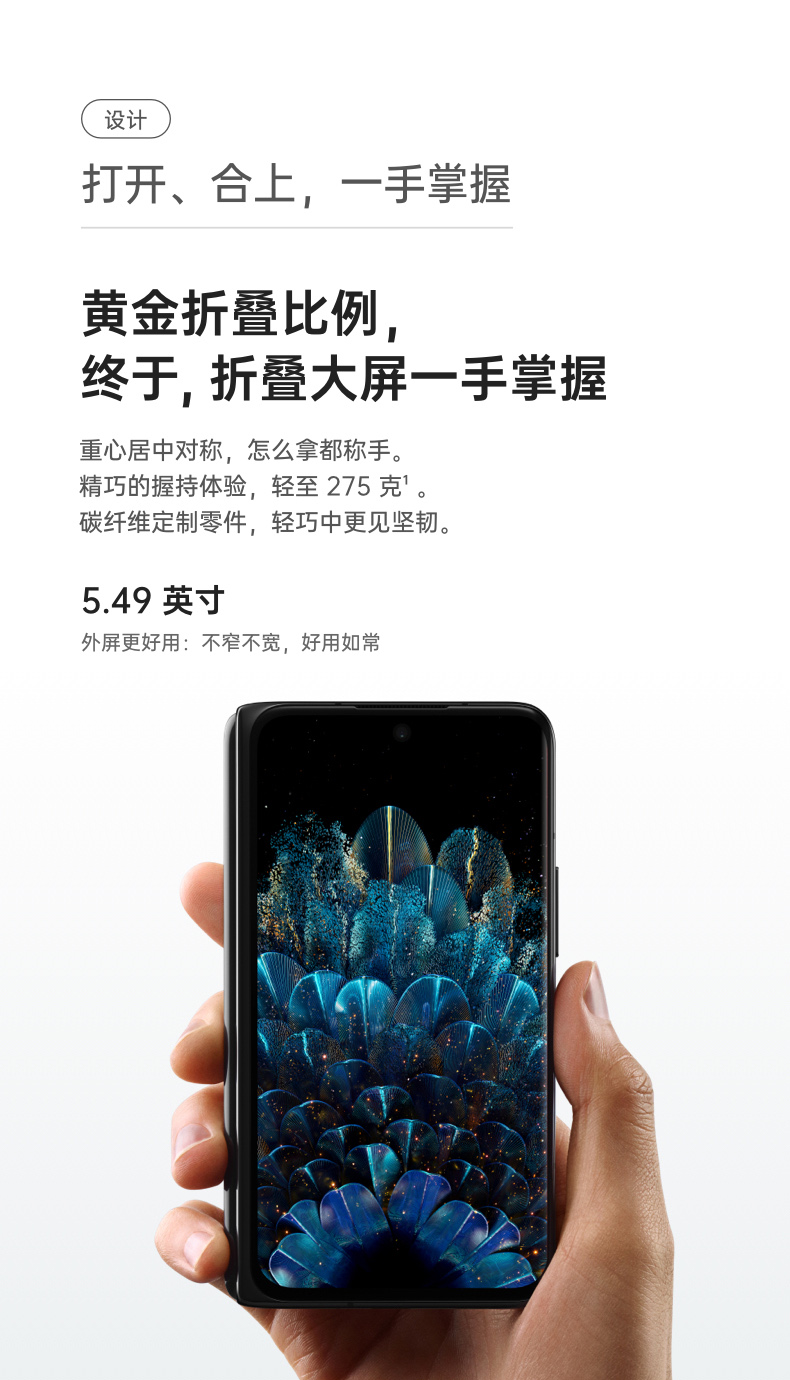 设计
打开、合上，一手掌握
黄金折叠比例，
终于, 折叠大屏一手掌握
重心居中对称，怎么拿都称手。
精巧的握持体验，轻至 275 克¹ 。
碳纤维定制零件，轻巧中更见坚韧。
5.49 英寸
外屏更好用：不窄不宽，好用如常